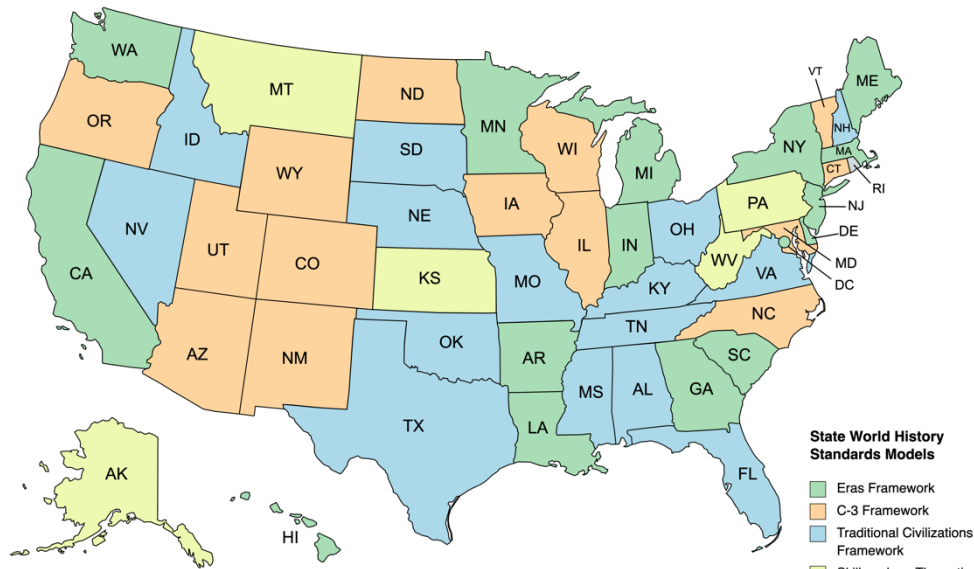 WA
MT
ND
MN
ME
VT
OR
ID
SD
WI
NH
NY
MA
WY
MI
CT
RI
NE
IA
PA
NJ
NV
OH
DE
UT
IL
IN
CA
CO
WV
MD
KS
MO
VA
DC
KY
NC
TN
AZ
NM
OK
AR
SC
MS
AL
GA
TX
LA
AK
FL
HI
State World History
Standards Models
Eras Framework
C-3 Framework
Traditional Civilizations
Framework